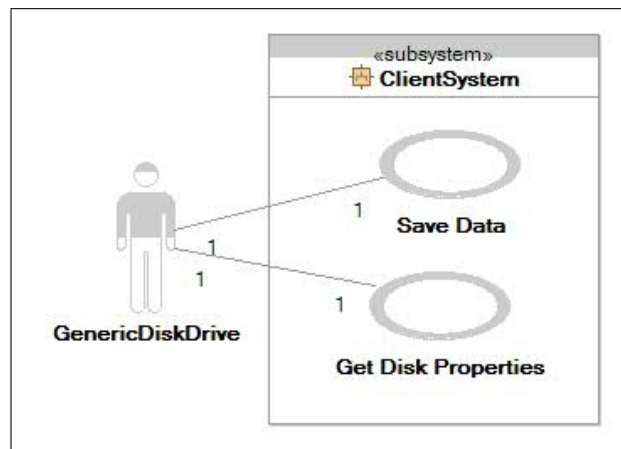 «subsystem»
ClientSystem
1
Save Data
1
1
1
GenericDiskDrive
Get Disk Properties